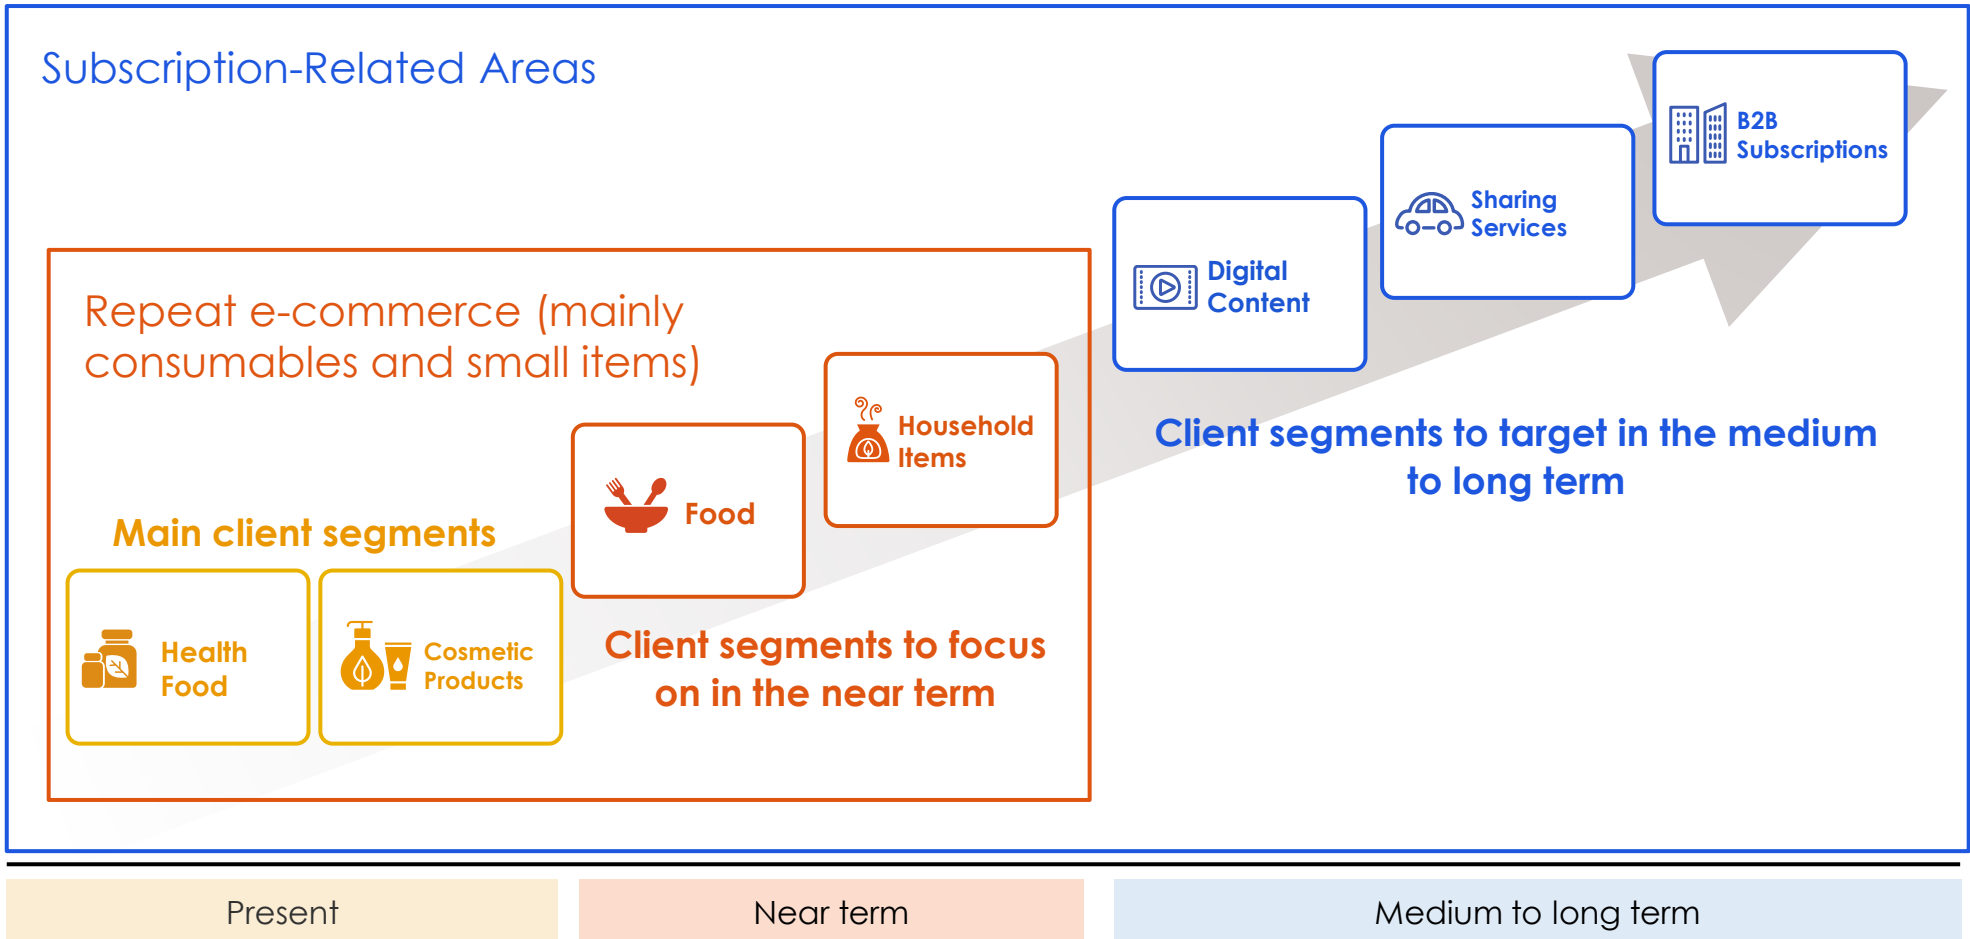 Subscription-Related Areas
B2B
Subscriptions
Sharing
Services
Digital
Content
Repeat e-commerce (mainly
consumables and small items)
Household
Items
Client segments to target in the medium
to long term
Food
Main client segments
Health
Food
Cosmetic
Products
Client segments to focus
on in the near term
Present
Near term
Medium to long term